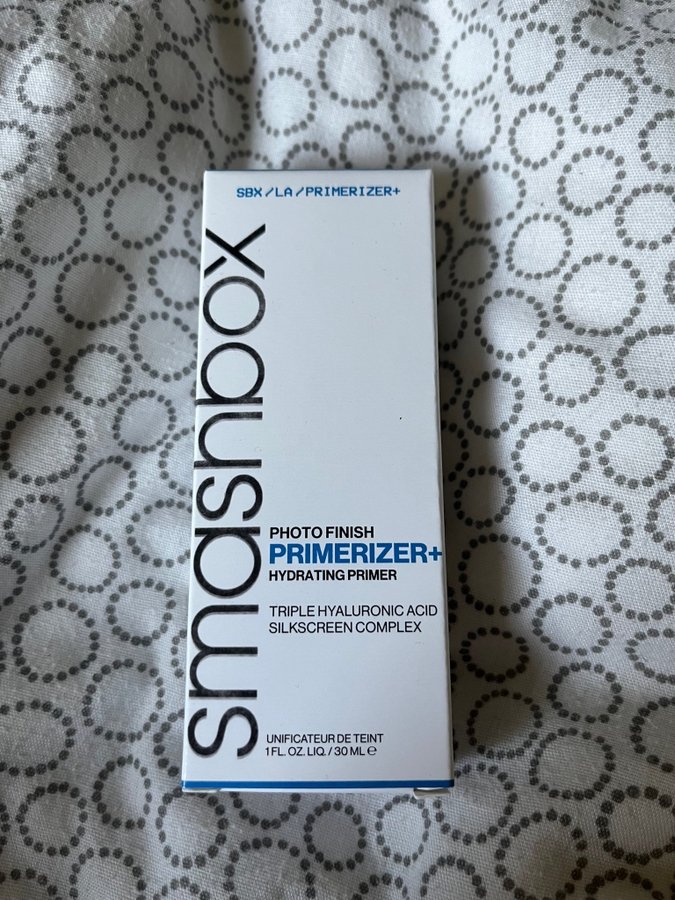 SBX/LA/PRIMERIZER+
smashbox
PHOTO FINISH
PRIMERIZER+
HYDRATING PRIMER
TRIPLE HYALURONIC ACID
SILKSCREEN COMPLEX
UNIFICATEUR DE TEINT
1 FL. OZ. LIQ. / 30 ML ℮